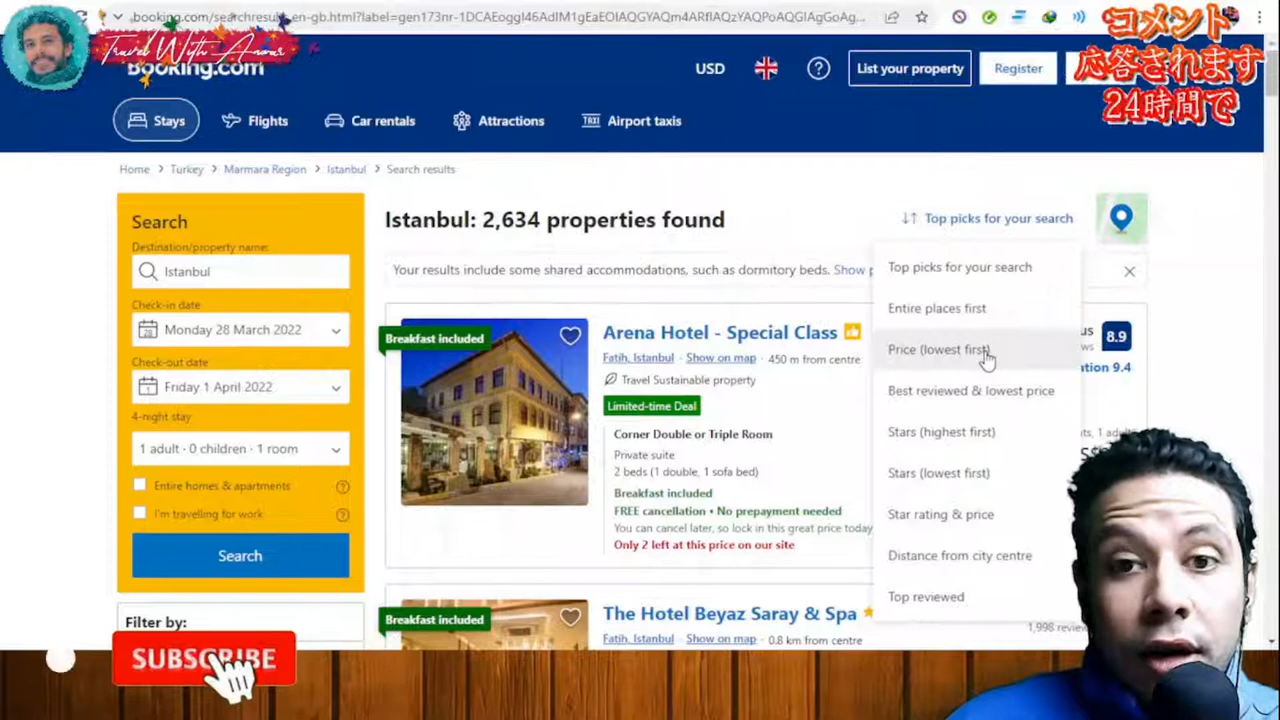 booking.com/searchresults.en-gb.html?label=gen173nr-1DCAEoggI46AdIM1gEaEOIAQGYAQm4ARfIAQzYAPoAQGIAgGoAg...
Travel With Anwar
Booking.com
USD
List your property
Register
コメント
応答されます
24時間で
Stays
Flights
Car rentals
Attractions
Airport taxis
Home > Turkey > Marmara Region > Istanbul > Search results
Search
Destination/property name:
Istanbul
Check-in date
28
Monday 28 March 2022
Check-out date
1
Friday 1 April 2022
4-night stay
1 adult · 0 children · 1 room
Entire homes & apartments
I'm travelling for work
Search
Filter by:
SUBSCRIBE
Istanbul: 2,634 properties found
Top picks for your search
Your results include some shared accommodations, such as dormitory beds. Show p
Breakfast included
Arena Hotel - Special Class
Fatih, Istanbul · Show on map · 450 m from centre
Travel Sustainable property
Limited-time Deal
Corner Double or Triple Room
Private suite
2 beds (1 double, 1 sofa bed)
Breakfast included
FREE cancellation • No prepayment needed
You can cancel later, so lock in this great price today
Only 2 left at this price on our site
8.9
ation 9.4
Top picks for your search
Entire places first
Price (lowest first)
Best reviewed & lowest price
Stars (highest first)
Stars (lowest first)
Star rating & price
Distance from city centre
Top reviewed
Breakfast included
The Hotel Beyaz Saray & Spa
Fatih, Istanbul · Show on map · 0.8 km from centre
1,998 review